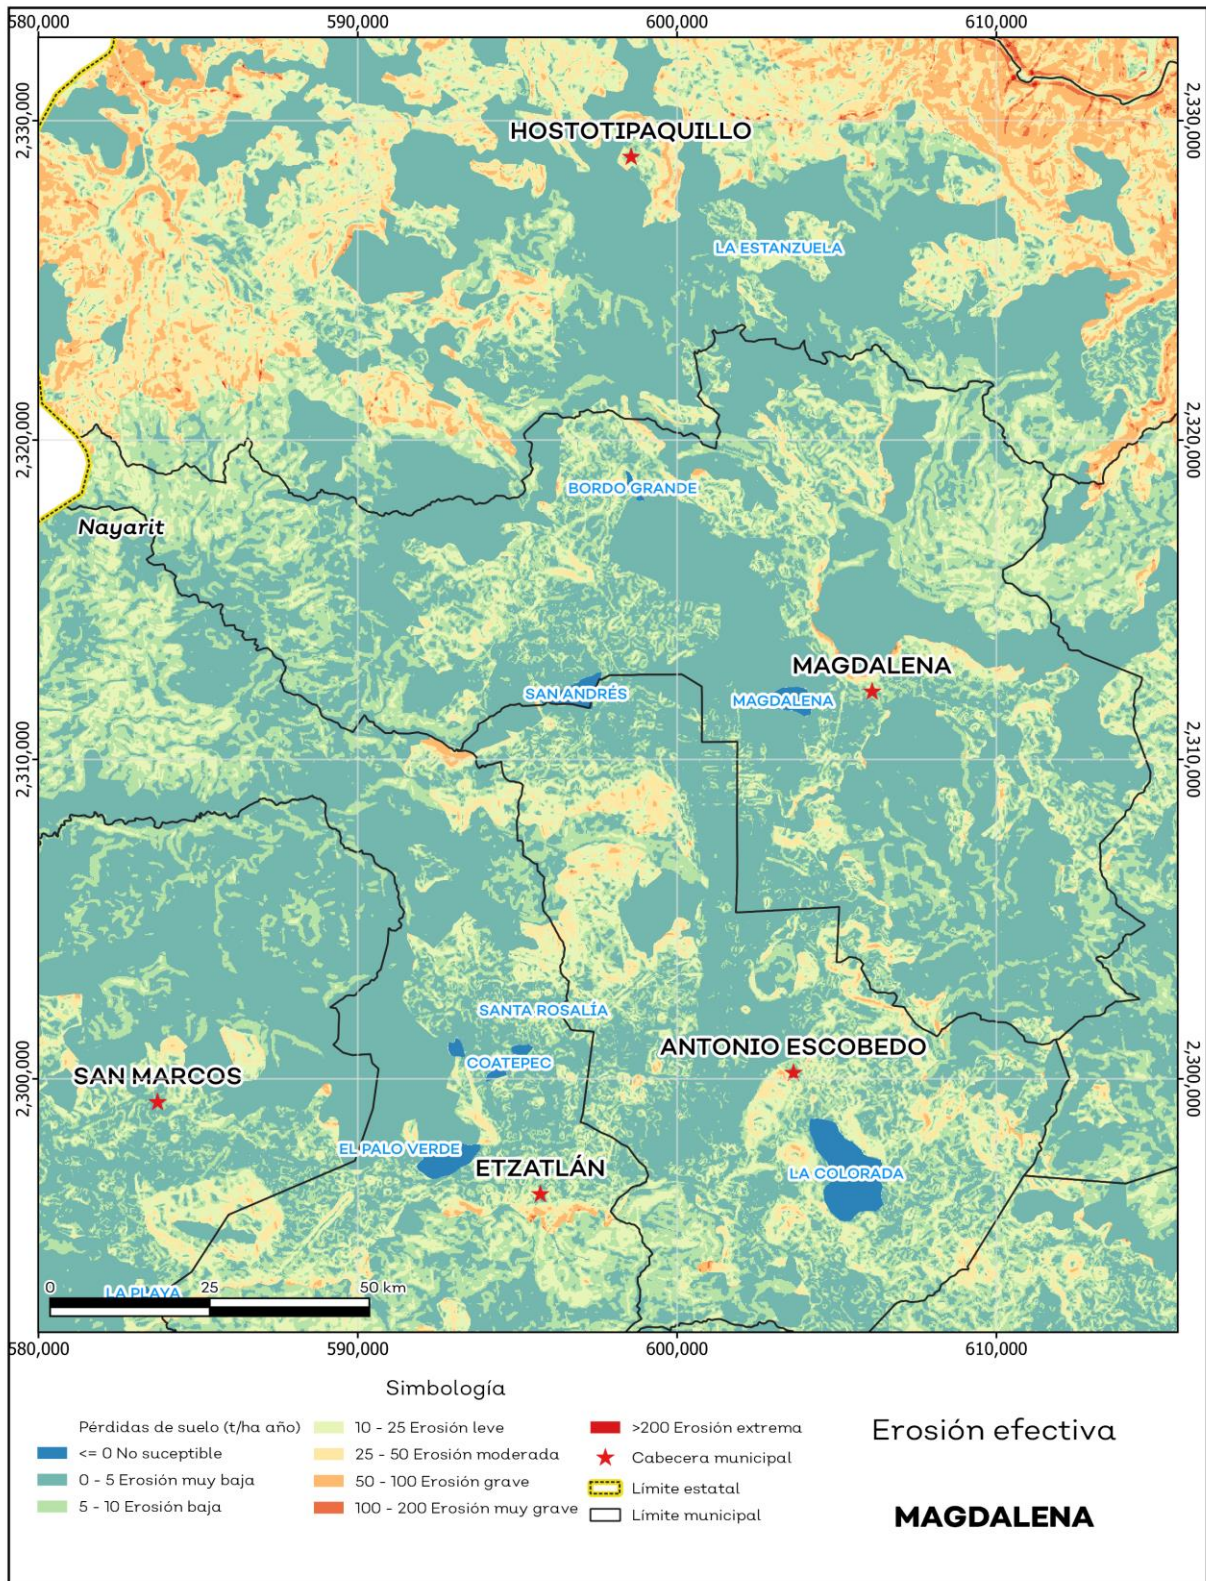 580,000 590,000 600,000 610,000
2,330,000 2,330,000
HOSTOTIPAQUILLO
LA ESTANZUELA
2,320,000 2,320,000
BORDO GRANDE
Nayarit
MAGDALENA
SAN ANDRÉS MAGDALENA
2,310,000 2,310,000
SANTA ROSALÍA
ANTONIO ESCOBEDO
COATEPEC
SAN MARCOS
2,300,000 2,300,000
EL PALO VERDE
ETZATLÁN
LA COLORADA
0 25 50 km
LA PLAYA
580,000 590,000 600,000 610,000
Simbología
Pérdidas de suelo (t/ha año)
<= 0 No suceptible
0 - 5 Erosión muy baja
5 - 10 Erosión baja
10 - 25 Erosión leve
25 - 50 Erosión moderada
50 - 100 Erosión grave
100 - 200 Erosión muy grave
>200 Erosión extrema
Cabecera municipal
Límite estatal
Límite municipal
Erosión efectiva
MAGDALENA